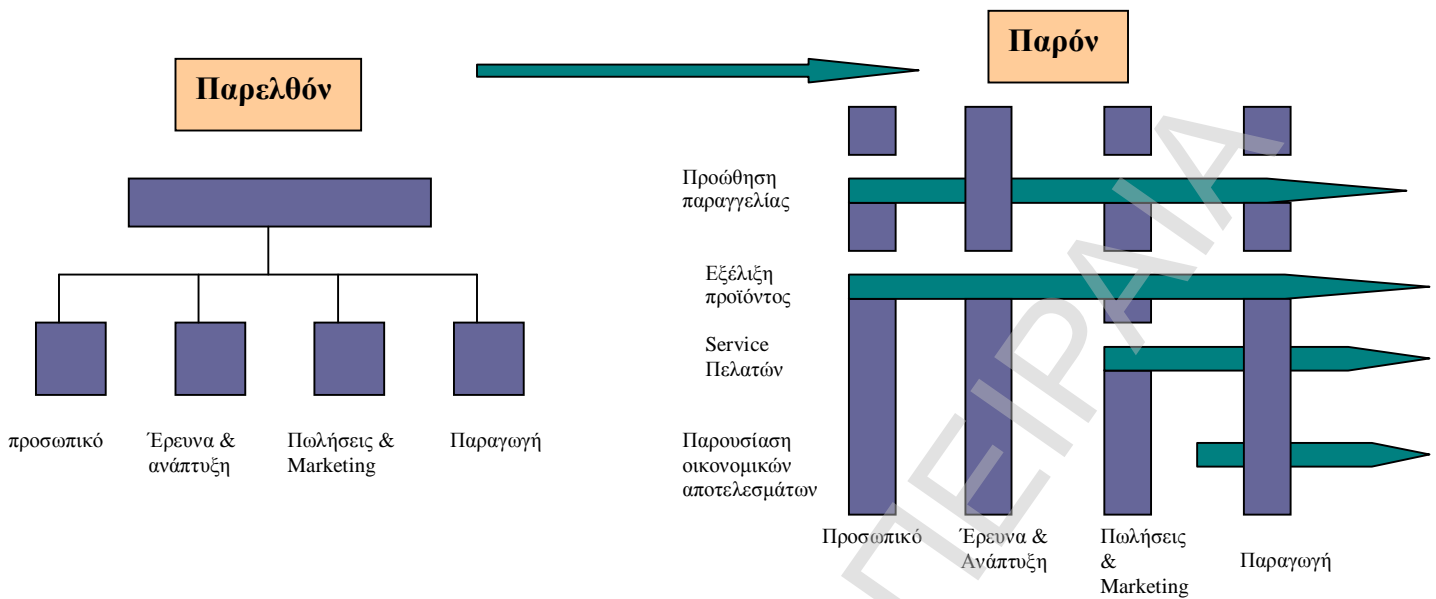 Παρελθόν
προσωπικό
Έρευνα &
ανάπτυξη
Πωλήσεις &
Marketing
Παραγωγή
Παρόν
Προώθηση
παραγγελίας
Εξέλιξη
προϊόντος
Service
Πελατών
Παρουσίαση
οικονομικών
αποτελεσμάτων
Προσωπικό
Έρευνα &
Ανάπτυξη
Πωλήσεις
&
Marketing
Παραγωγή
ΠΕΙΡΑΙΑ